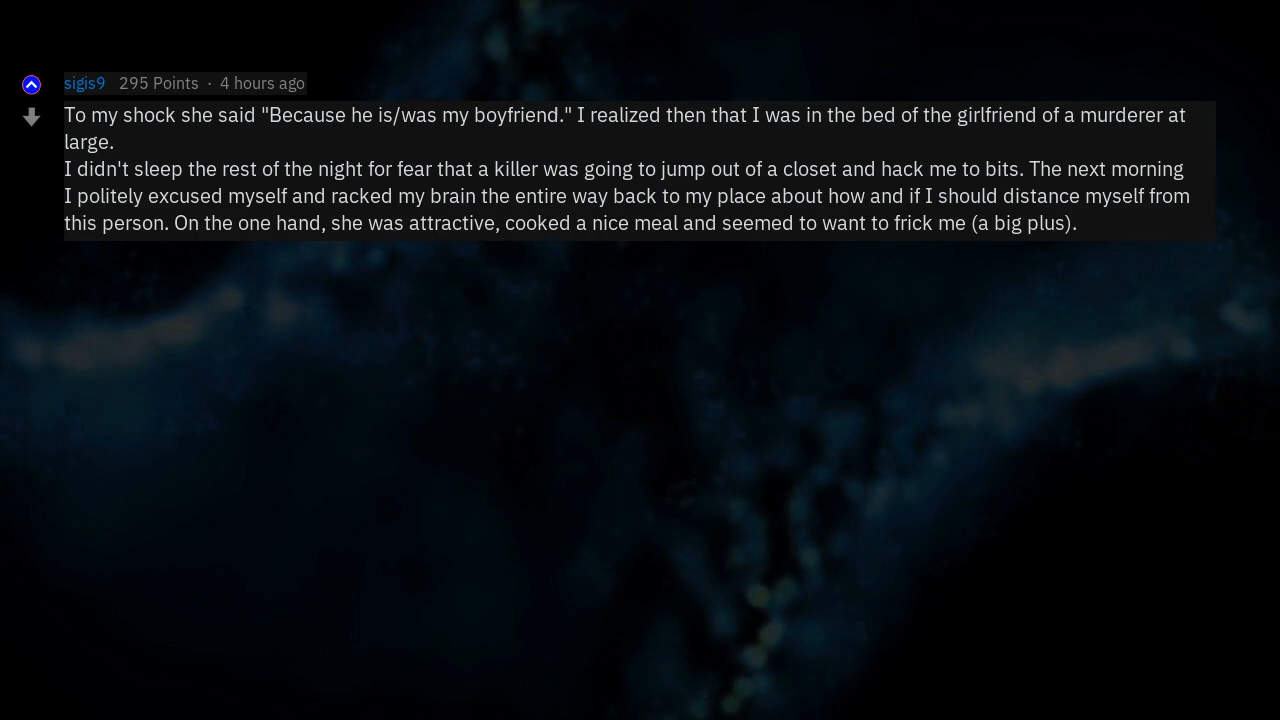 sigis9 295 Points · 4 hours ago
To my shock she said "Because he is/was my boyfriend." I realized then that I was in the bed of the girlfriend of a murderer at
large.
I didn't sleep the rest of the night for fear that a killer was going to jump out of a closet and hack me to bits. The next morning
I politely excused myself and racked my brain the entire way back to my place about how and if I should distance myself from
this person. On the one hand, she was attractive, cooked a nice meal and seemed to want to frick me (a big plus).